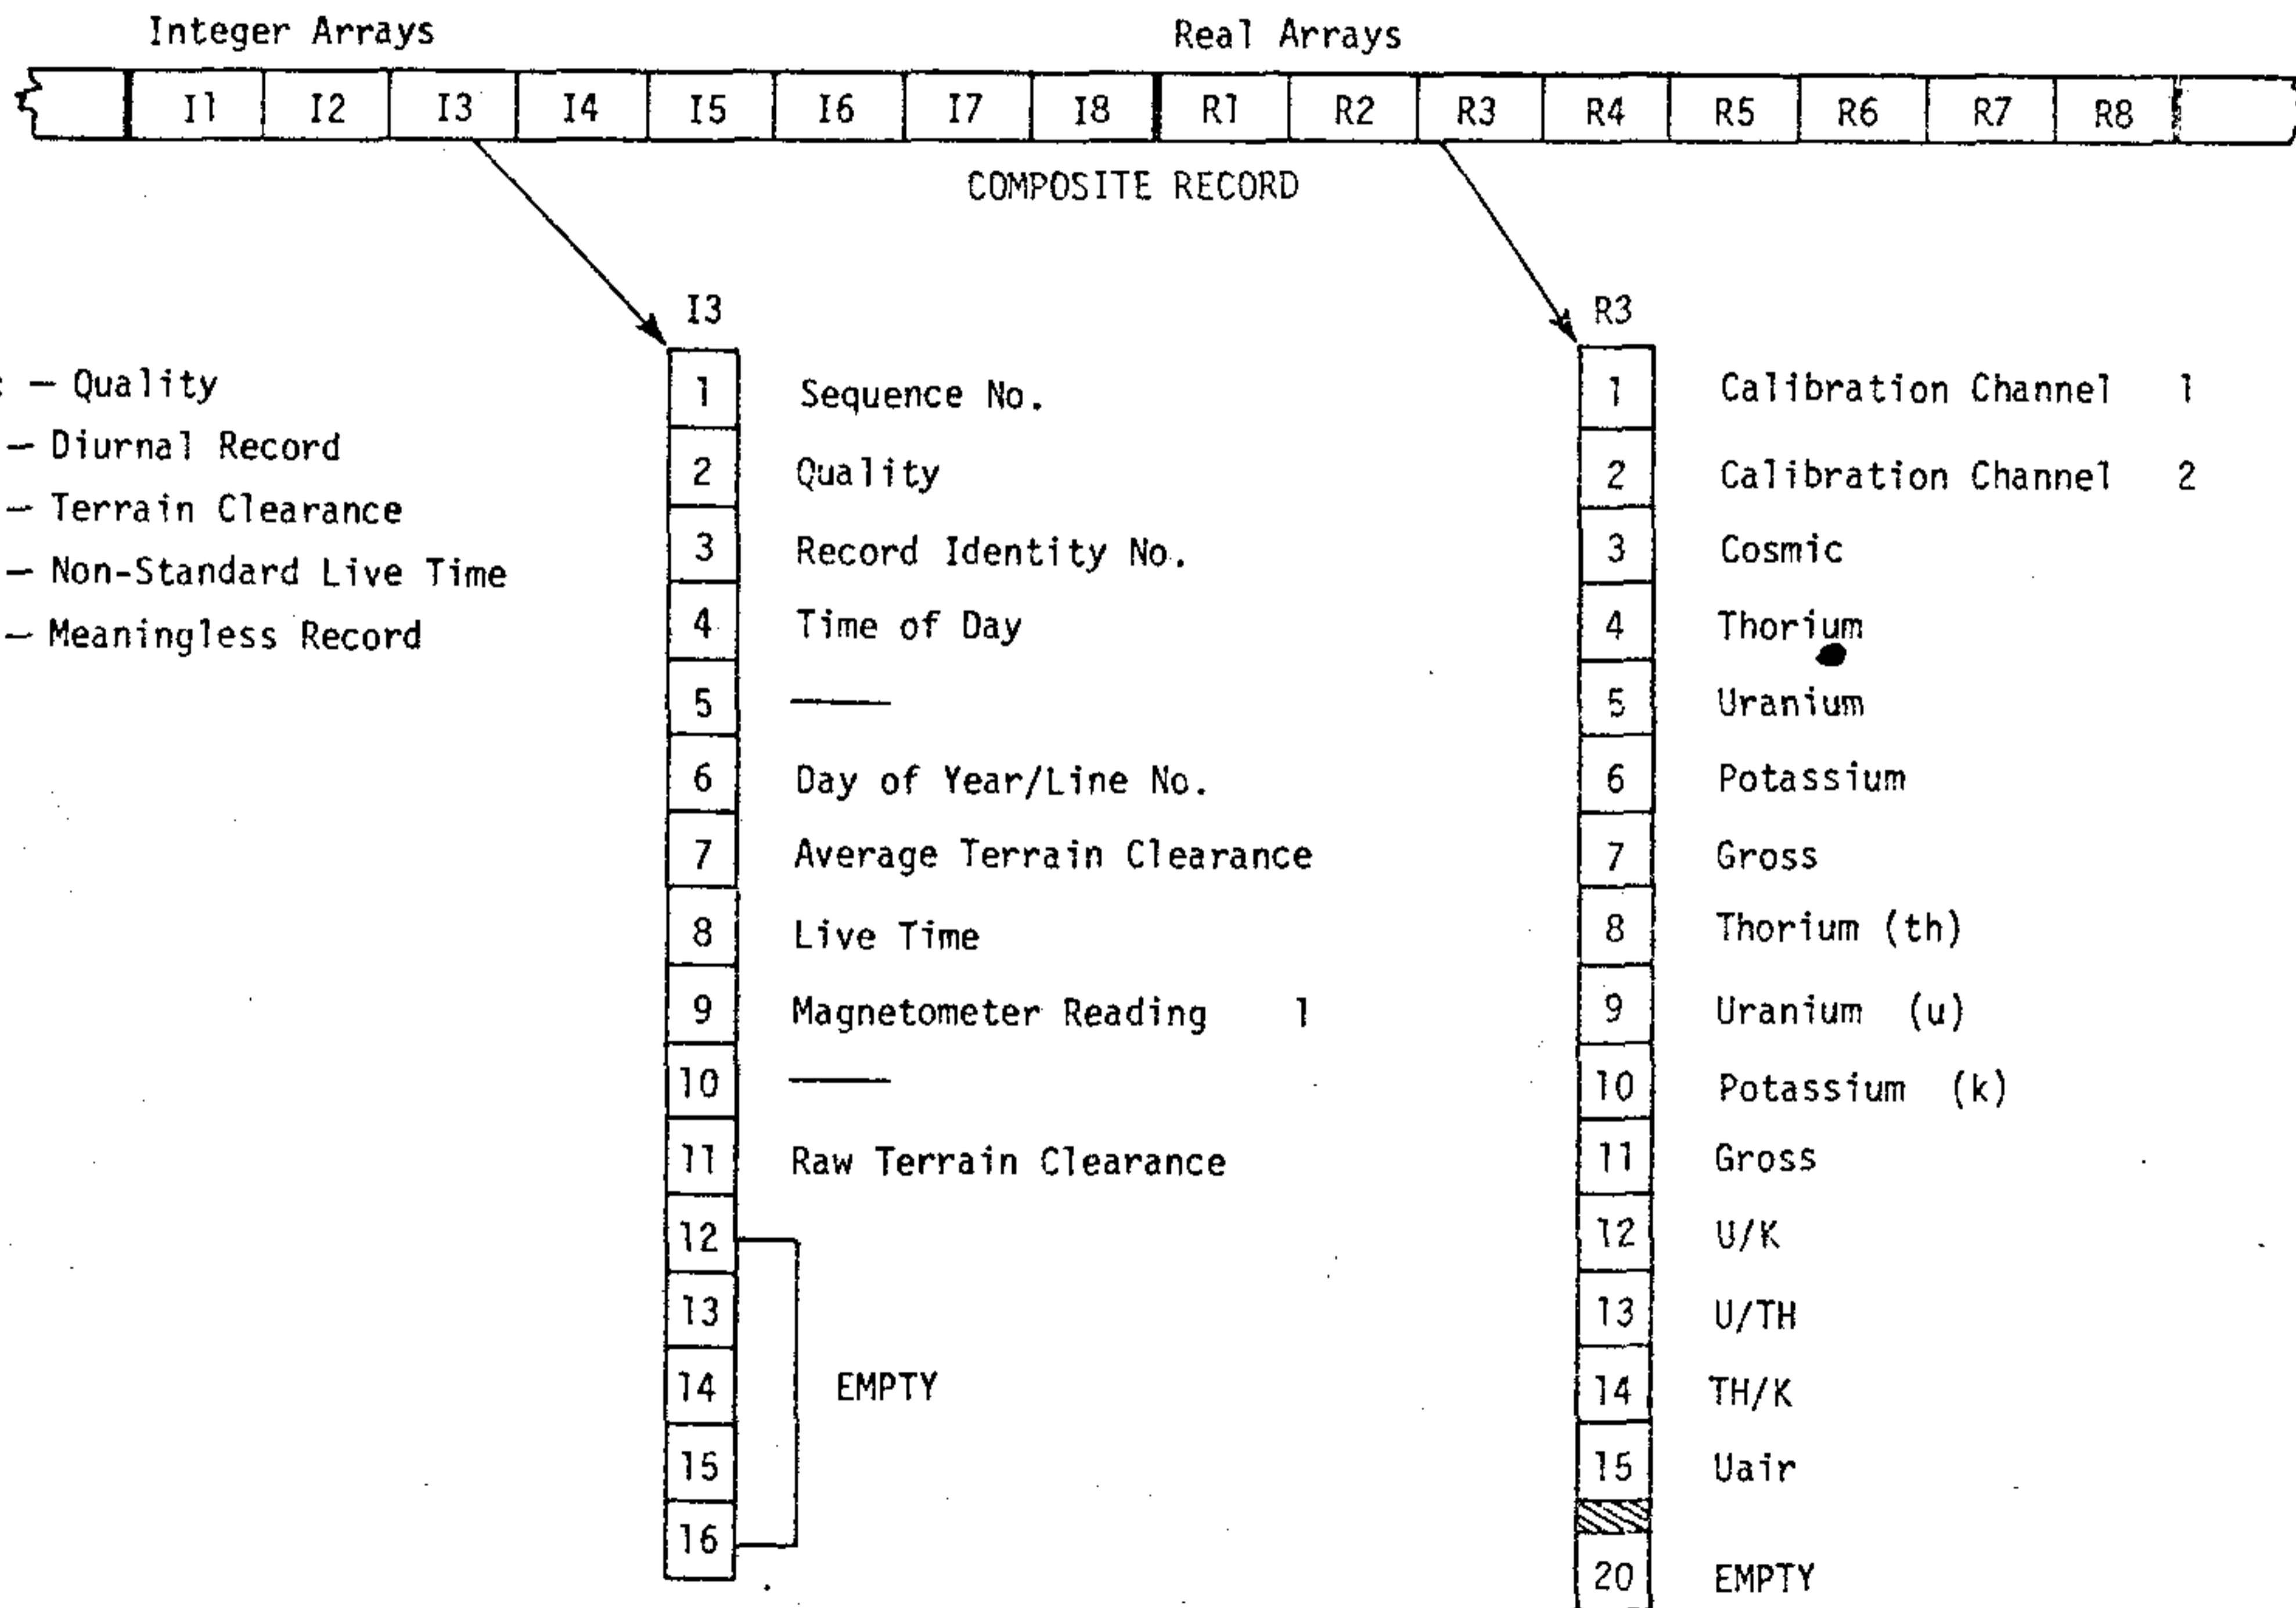 Integer Arrays Real Arrays
I1 I2 I3 I4 I5 I6 I7 I8 R1 R2 R3 R4 R5 R6 R7 R8
COMPOSITE RECORD
I3 R3
: — Quality
— Diurnal Record
— Terrain Clearance
— Non-Standard Live Time
— Meaningless Record
1 Sequence No.
2 Quality
3 Record Identity No.
4 Time of Day
5 ——
6 Day of Year/Line No.
7 Average Terrain Clearance
8 Live Time
9 Magnetometer Reading 1
10 ——
11 Raw Terrain Clearance
12
13
14 EMPTY
15
16
1 Calibration Channel 1
2 Calibration Channel 2
3 Cosmic
4 Thorium
5 Uranium
6 Potassium
7 Gross
8 Thorium (th)
9 Uranium (u)
10 Potassium (k)
11 Gross
12 U/K
13 U/TH
14 TH/K
15 Uair
20 EMPTY